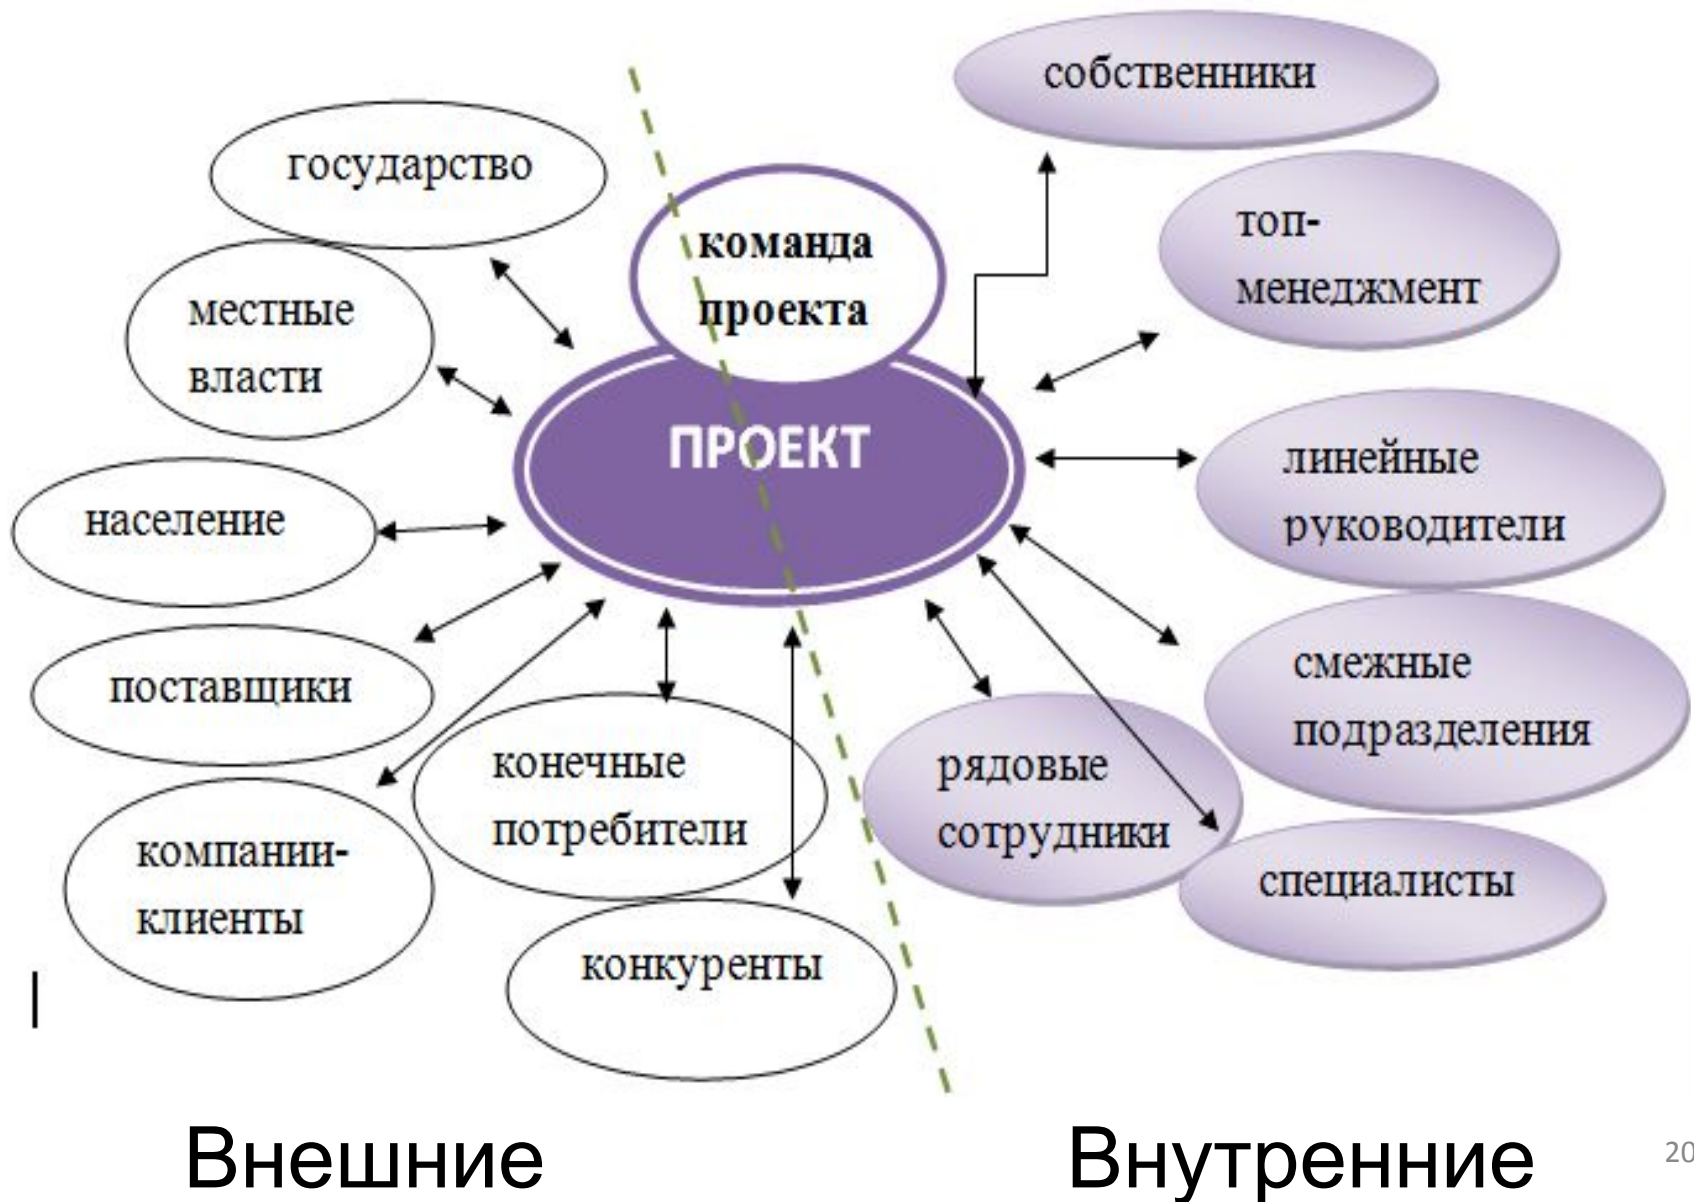 собственники
государство
топ-
менеджмент
команда
проекта
местные
власти
ПРОЕКТ
линейные
руководители
население
смежные
подразделения
поставщики
конечные
потребители
рядовые
сотрудники
компании-
клиенты
специалисты
конкуренты
Внешние
Внутренние
20